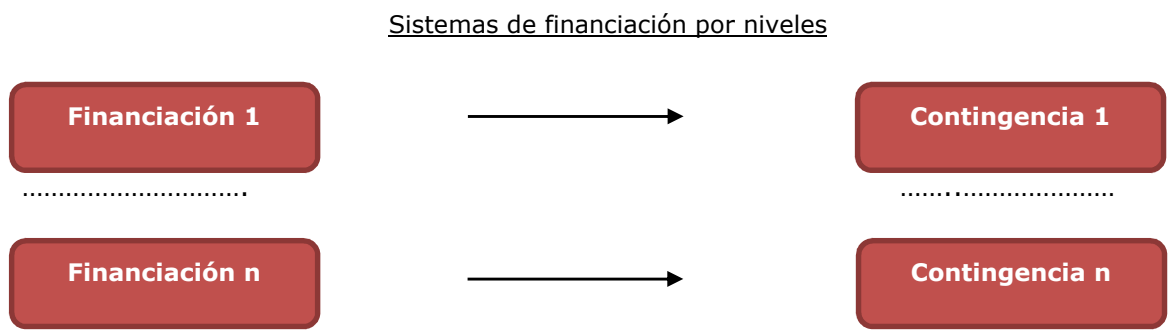 Sistemas de financiación por niveles
Financiación 1 Contingencia 1
................................ ..............................
Financiación n Contingencia n